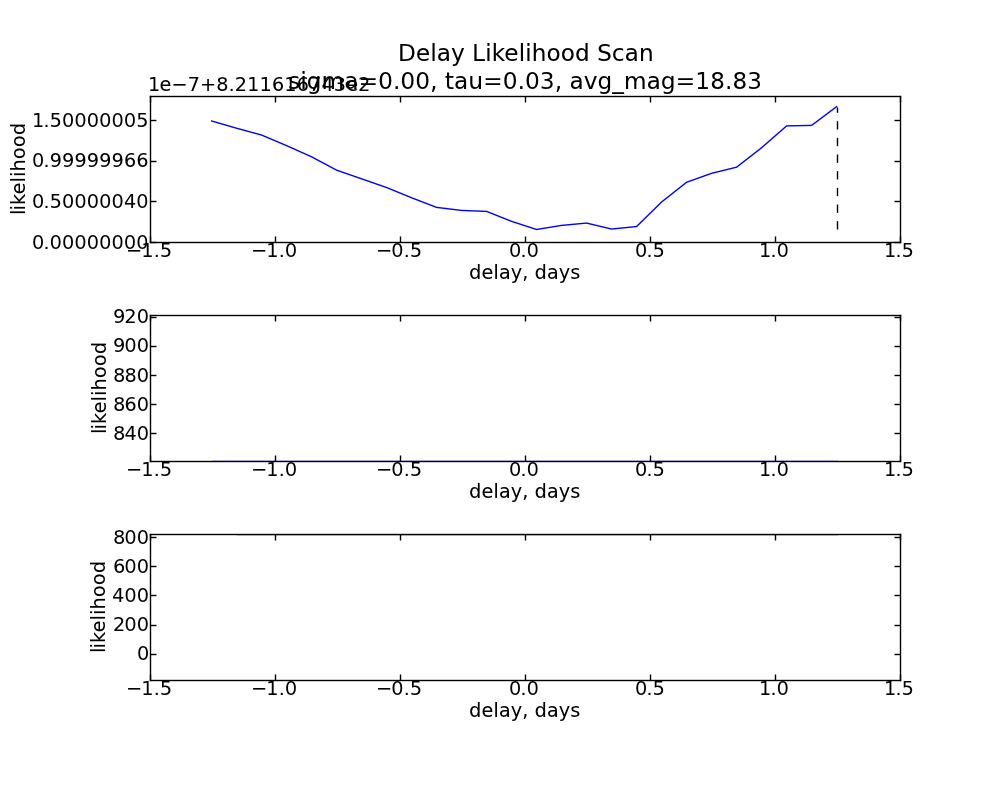 Delay Likelihood Scan
sigma=0.00, tau=0.03, avg_mag=18.83
1.50000005
0.99999966
0.50000040
0.00000000
likelihood
−1.5 −1.0 −0.5 0.0 0.5 1.0 1.5
delay, days
920
900
880
860
840
likelihood
−1.5 −1.0 −0.5 0.0 0.5 1.0 1.5
delay, days
800
600
400
200
0
likelihood
−1.5 −1.0 −0.5 0.0 0.5 1.0 1.5
delay, days